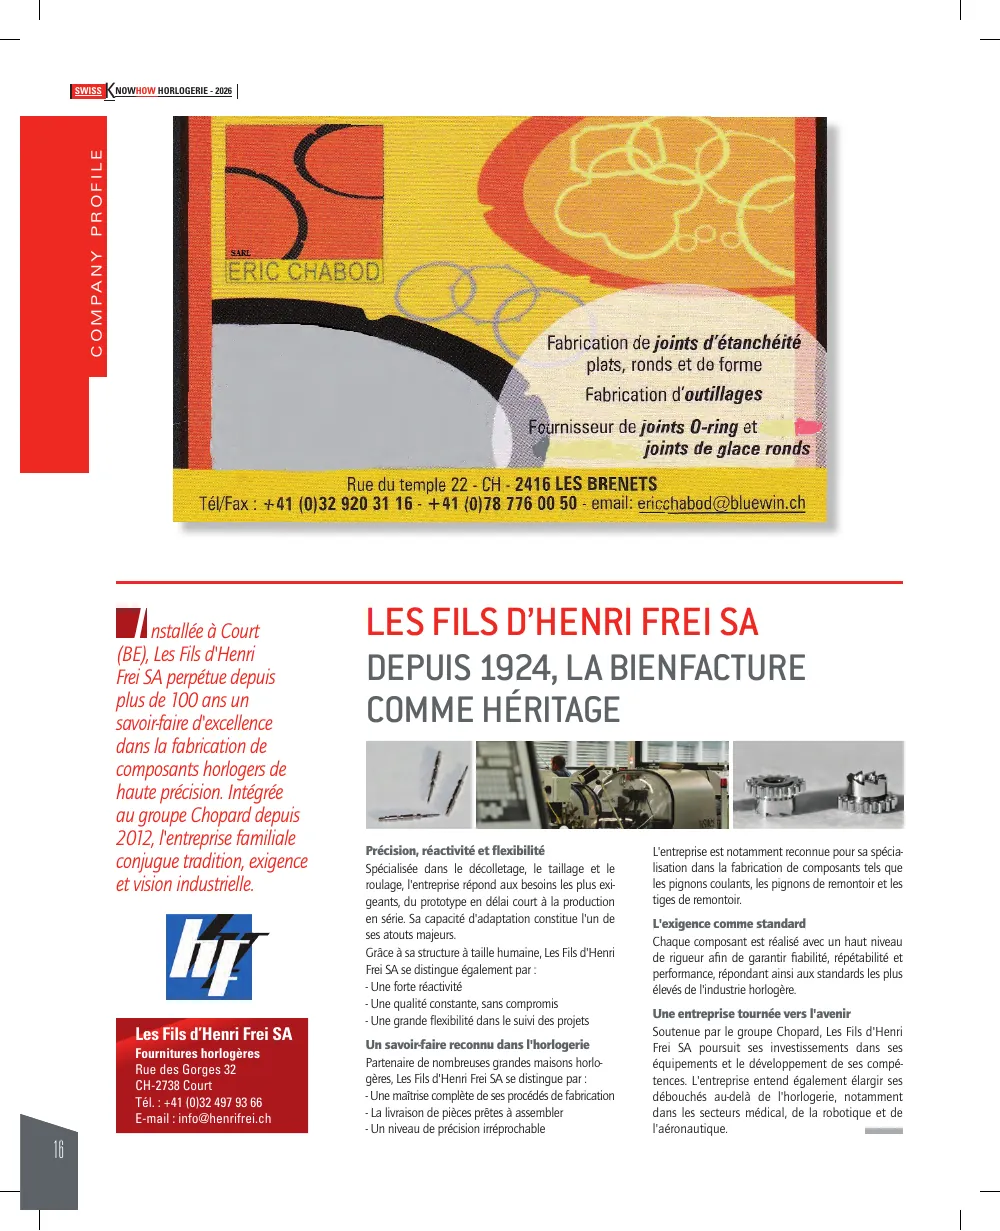 SWISS KNOWHOW HORLOGERIE - 2026
COMPANY PROFILE
SARL
ERIC CHABOD
Fabrication de joints d'étanchéité
plats, ronds et de forme
Fabrication d'outillages
Fournisseur de joints O-ring et
joints de glace ronds
Rue du temple 22 - CH - 2416 LES BRENETS
Tél/Fax : +41 (0)32 920 31 16 - +41 (0)78 776 00 50 - email: ericchabod@bluewin.ch
Installée à Court
(BE), Les Fils d'Henri
Frei SA perpétue depuis
plus de 100 ans un
savoir-faire d'excellence
dans la fabrication de
composants horlogers de
haute précision. Intégrée
au groupe Chopard depuis
2012, l'entreprise familiale
conjugue tradition, exigence
et vision industrielle.
hf
Les Fils d'Henri Frei SA
Fournitures horlogères
Rue des Gorges 32
CH-2738 Court
Tél. : +41 (0)32 497 93 66
E-mail : info@henrifrei.ch
LES FILS D'HENRI FREI SA
DEPUIS 1924, LA BIENFACTURE
COMME HÉRITAGE
Précision, réactivité et flexibilité
Spécialisée dans le décolletage, le taillage et le
roulage, l'entreprise répond aux besoins les plus exi-
geants, du prototype en délai court à la production
en série. Sa capacité d'adaptation constitue l'un de
ses atouts majeurs.
Grâce à sa structure à taille humaine, Les Fils d'Henri
Frei SA se distingue également par :
- Une forte réactivité
- Une qualité constante, sans compromis
- Une grande flexibilité dans le suivi des projets
Un savoir-faire reconnu dans l'horlogerie
Partenaire de nombreuses grandes maisons horlo-
gères, Les Fils d'Henri Frei SA se distingue par :
- Une maîtrise complète de ses procédés de fabrication
- La livraison de pièces prêtes à assembler
- Un niveau de précision irréprochable
L'entreprise est notamment reconnue pour sa spécia-
lisation dans la fabrication de composants tels que
les pignons coulants, les pignons de remontoir et les
tiges de remontoir.
L'exigence comme standard
Chaque composant est réalisé avec un haut niveau
de rigueur afin de garantir fiabilité, répétabilité et
performance, répondant ainsi aux standards les plus
élevés de l'industrie horlogère.
Une entreprise tournée vers l'avenir
Soutenue par le groupe Chopard, Les Fils d'Henri
Frei SA poursuit ses investissements dans ses
équipements et le développement de ses compé-
tences. L'entreprise entend également élargir ses
débouchés au-delà de l'horlogerie, notamment
dans les secteurs médical, de la robotique et de
l'aéronautique.
16